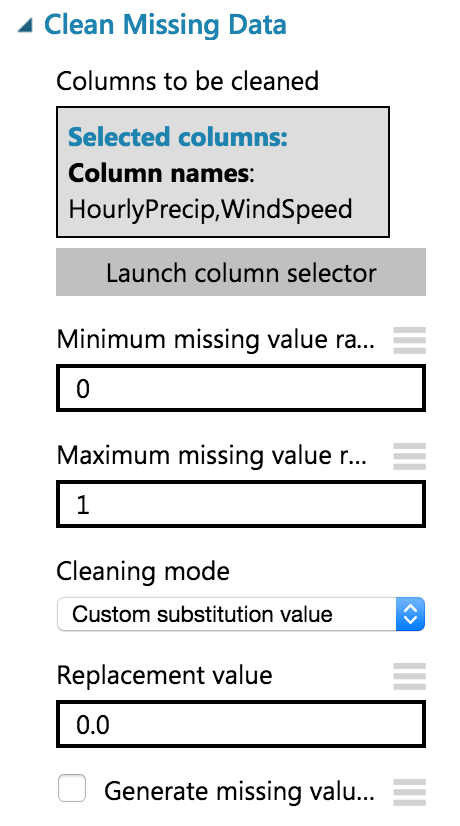 Clean Missing Data
Columns to be cleaned
Selected columns:
Column names:
HourlyPrecip,WindSpeed
Launch column selector
Minimum missing value ra...
0
Maximum missing value r...
1
Cleaning mode
Custom substitution value
Replacement value
0.0
Generate missing valu...